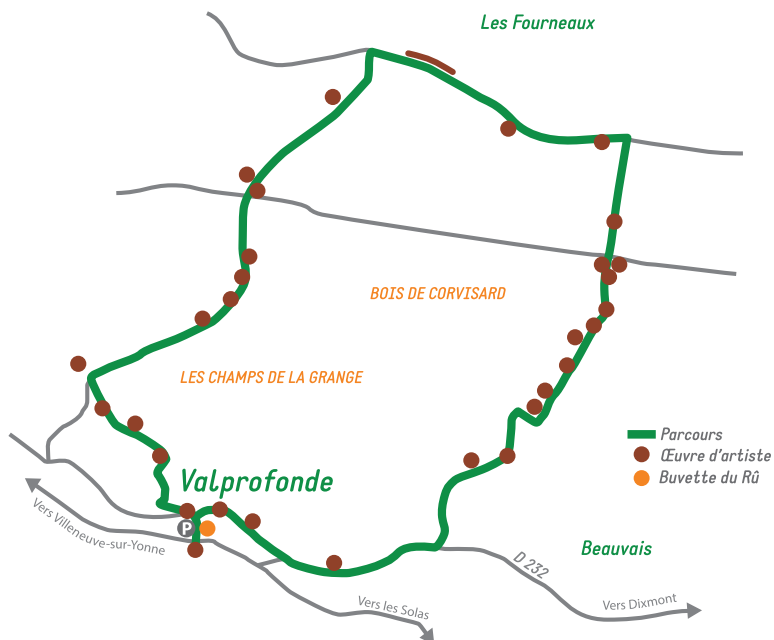 Les Fourneaux
BOIS DE CORVISARD
LES CHAMPS DE LA GRANGE
Parcours
Œuvre d'artiste
Buvette du Rû
Valprofonde
P
Vers Villeneuve-sur-Yonne
Beauvais
D 232
Vers les Solas
Vers Dixmont